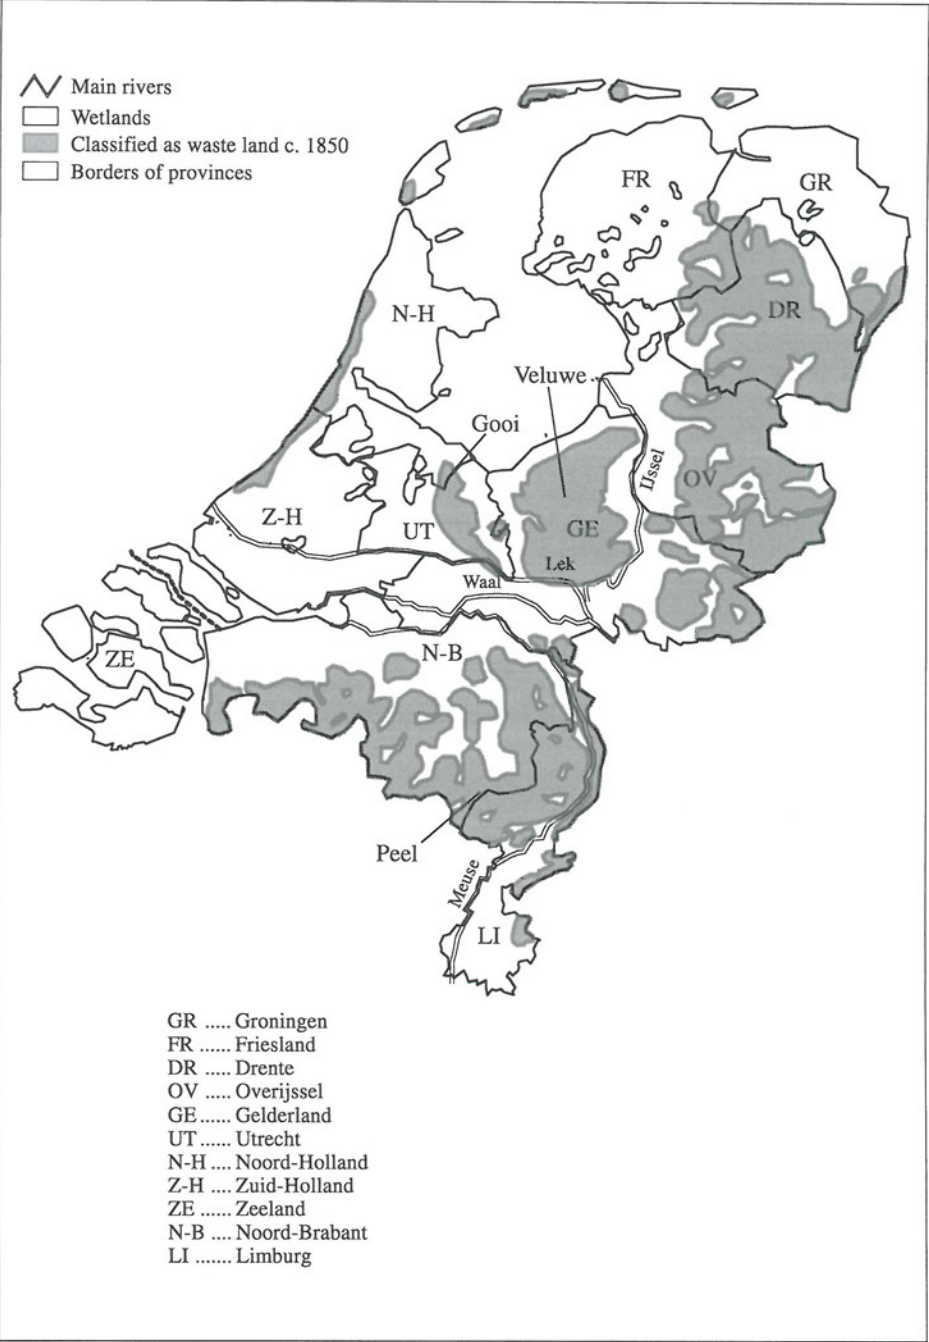 Main rivers
Wetlands
Classified as waste land c. 1850
Borders of provinces
FR
GR
N-H
DR
Veluwe
Gooi
IJssel
OV
Z-H
UT
GE
Lek
Waal
ZE
N-B
Peel
Meuse
LI
GR ..... Groningen
FR ...... Friesland
DR ..... Drente
OV ..... Overijssel
GE ...... Gelderland
UT ...... Utrecht
N-H .... Noord-Holland
Z-H .... Zuid-Holland
ZE ...... Zeeland
N-B .... Noord-Brabant
LI ....... Limburg